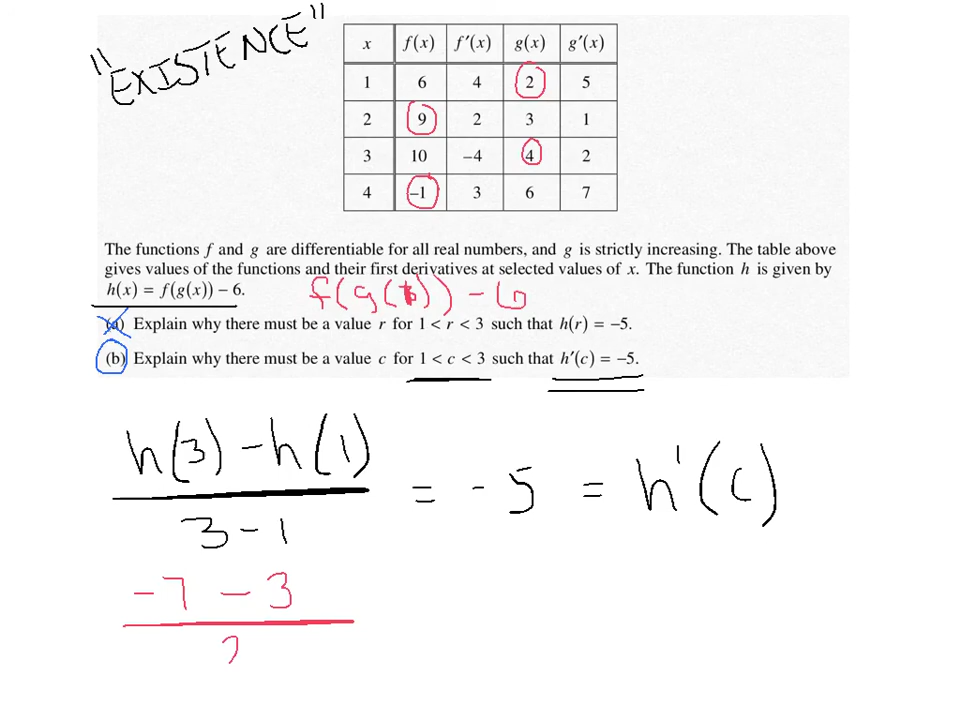 "EXISTENCE"
x f(x) f′(x) g(x) g′(x)
1 6 4 2 5
2 9 2 3 1
3 10 −4 4 2
4 −1 3 6 7
The functions f and g are differentiable for all real numbers, and g is strictly increasing. The table above
gives values of the functions and their first derivatives at selected values of x. The function h is given by
h(x) = f(g(x)) − 6.
f(g( )) − 6
(a) Explain why there must be a value r for 1 < r < 3 such that h(r) = −5.
(b) Explain why there must be a value c for 1 < c < 3 such that h′(c) = −5.
h(3) − h(1)
3 − 1
= −5 = h'(c)
−7 − 3
2